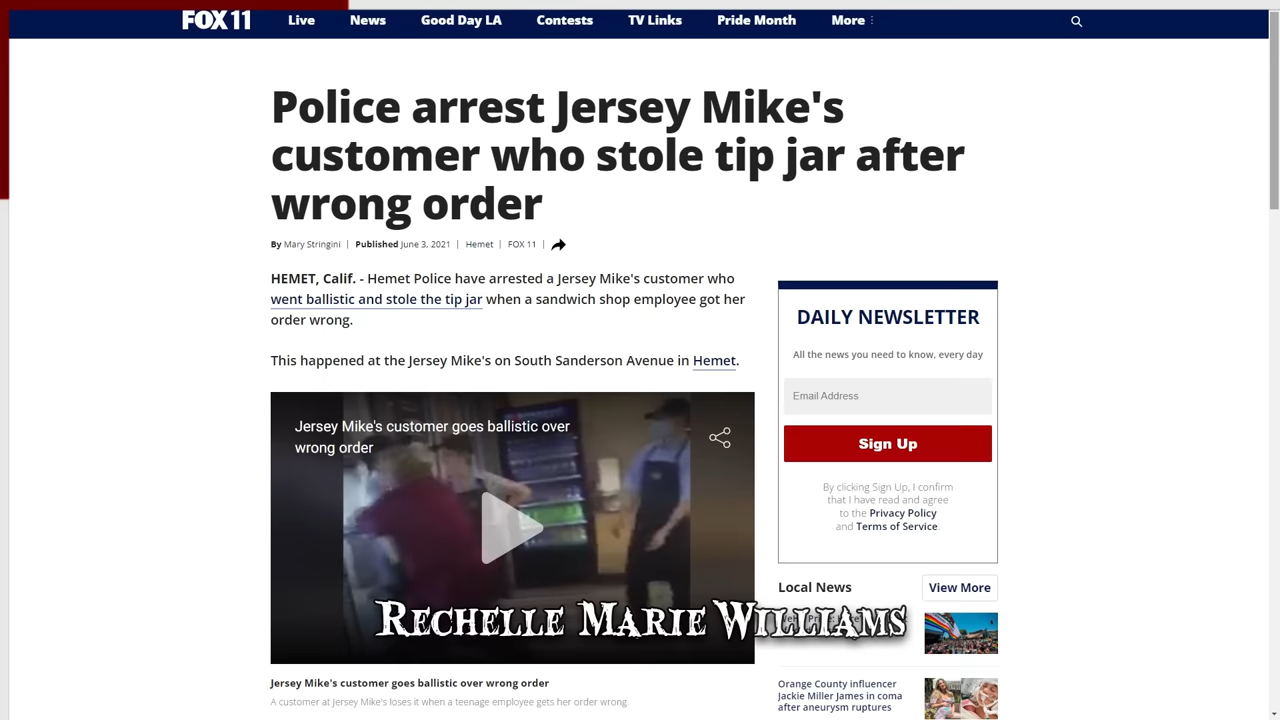 FOX 11
Live
News
Good Day LA
Contests
TV Links
Pride Month
More
Police arrest Jersey Mike's
customer who stole tip jar after
wrong order
By Mary Stringini | Published June 3, 2021 | Hemet | FOX 11 |
HEMET, Calif. - Hemet Police have arrested a Jersey Mike's customer who
went ballistic and stole the tip jar when a sandwich shop employee got her
order wrong.
This happened at the Jersey Mike's on South Sanderson Avenue in Hemet.
Jersey Mike's customer goes ballistic over
wrong order
RECHELLE MARIE WILLIAMS
Jersey Mike's customer goes ballistic over wrong order
A customer at Jersey Mike's loses it when a teenage employee gets her order wrong.
DAILY NEWSLETTER
All the news you need to know, every day
Email Address
Sign Up
By clicking Sign Up, I confirm
that I have read and agree
to the Privacy Policy
and Terms of Service.
Local News
View More
Orange County influencer
Jackie Miller James in coma
after aneurysm ruptures